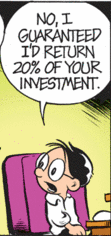 NO, I
GUARANTEED
I'D RETURN
20% OF YOUR
INVESTMENT.